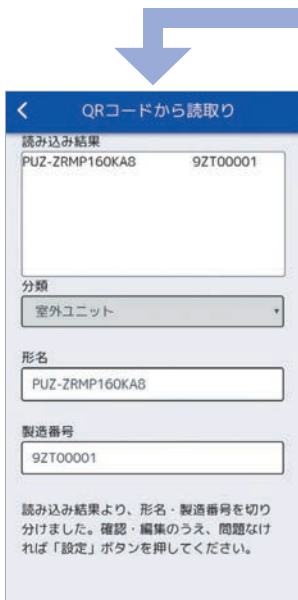 QRコードから読取り
読み込み結果
PUZ-ZRMP160KA8 9ZT00001
分類
室外ユニット
形名
PUZ-ZRMP160KA8
製造番号
9ZT00001
読み込み結果より、形名・製造番号を切り
分けました。確認・編集のうえ、問題なけ
れば「設定」ボタンを押してください。